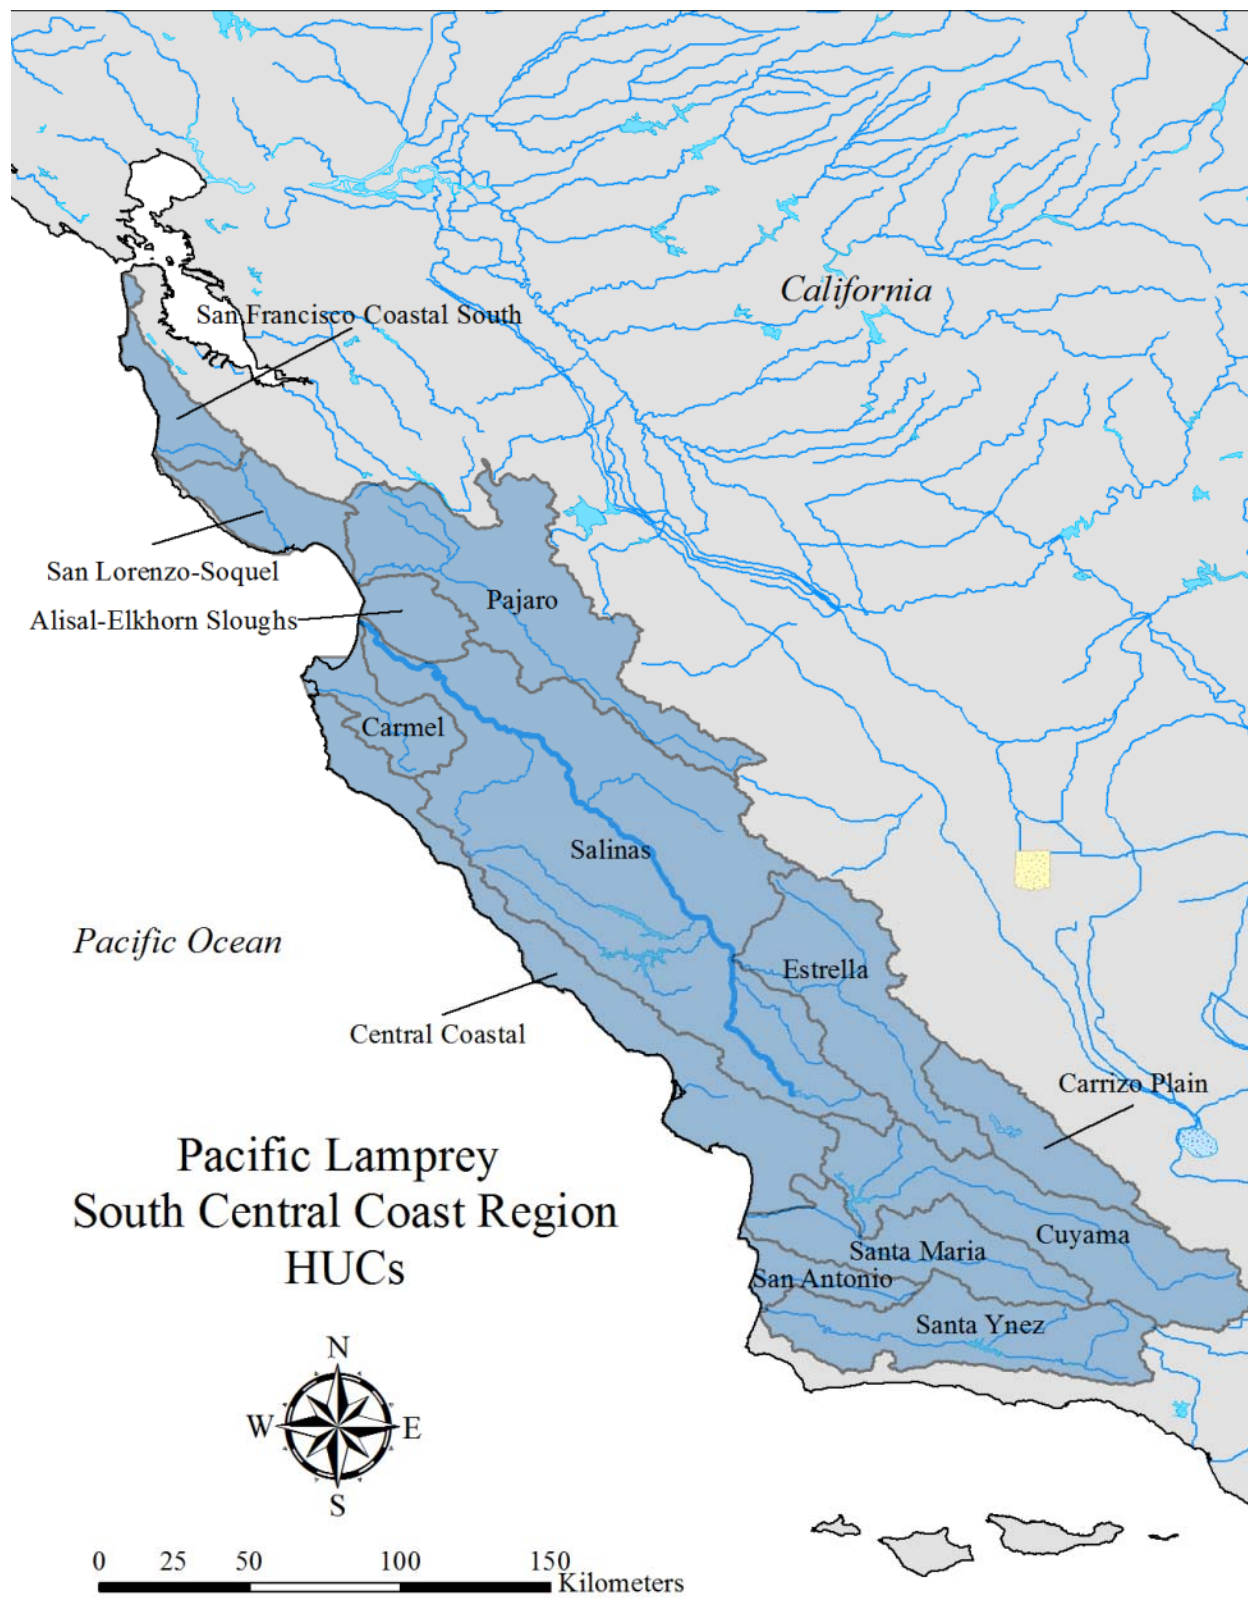 California
San Francisco Coastal South
San Lorenzo-Soquel
Alisal-Elkhorn Sloughs
Pajaro
Carmel
Salinas
Pacific Ocean
Estrella
Central Coastal
Carrizo Plain
Pacific Lamprey
South Central Coast Region
HUCs
Cuyama
Santa Maria
San Antonio
Santa Ynez
N
W E
S
0 25 50 100 150
Kilometers